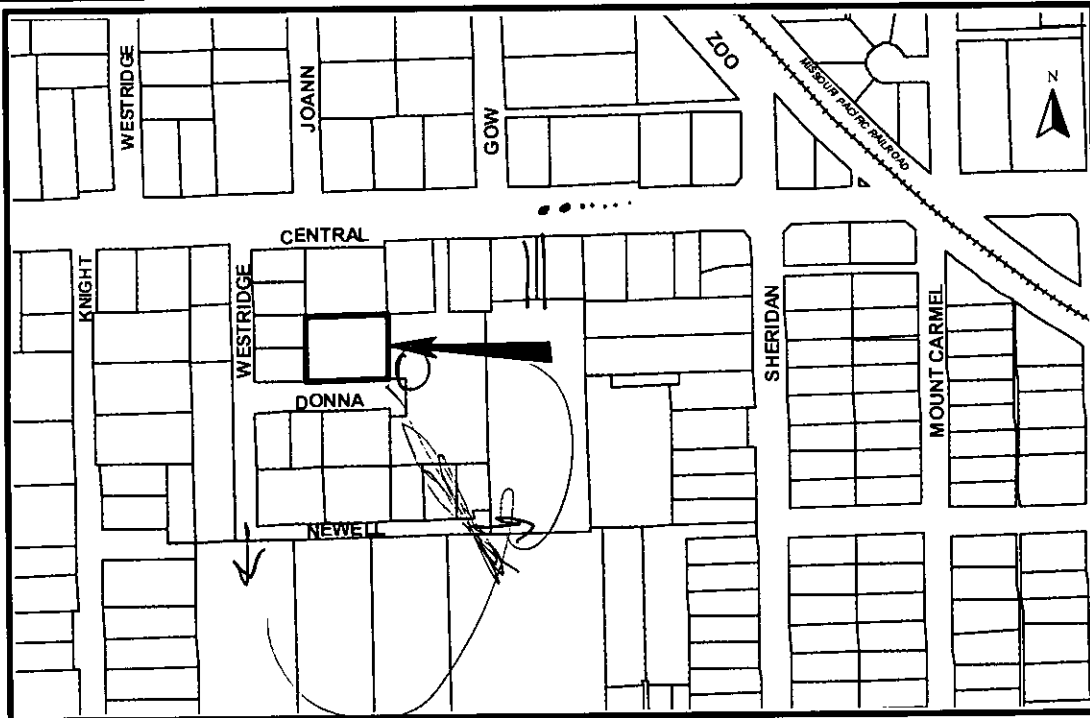 WESTRIDGE
JOANN
GOW
ZOO
MISSOURI PACIFIC RAILROAD
N
CENTRAL
KNIGHT
WESTRIDGE
SHERIDAN
MOUNT CARMEL
DONNA
NEWELL